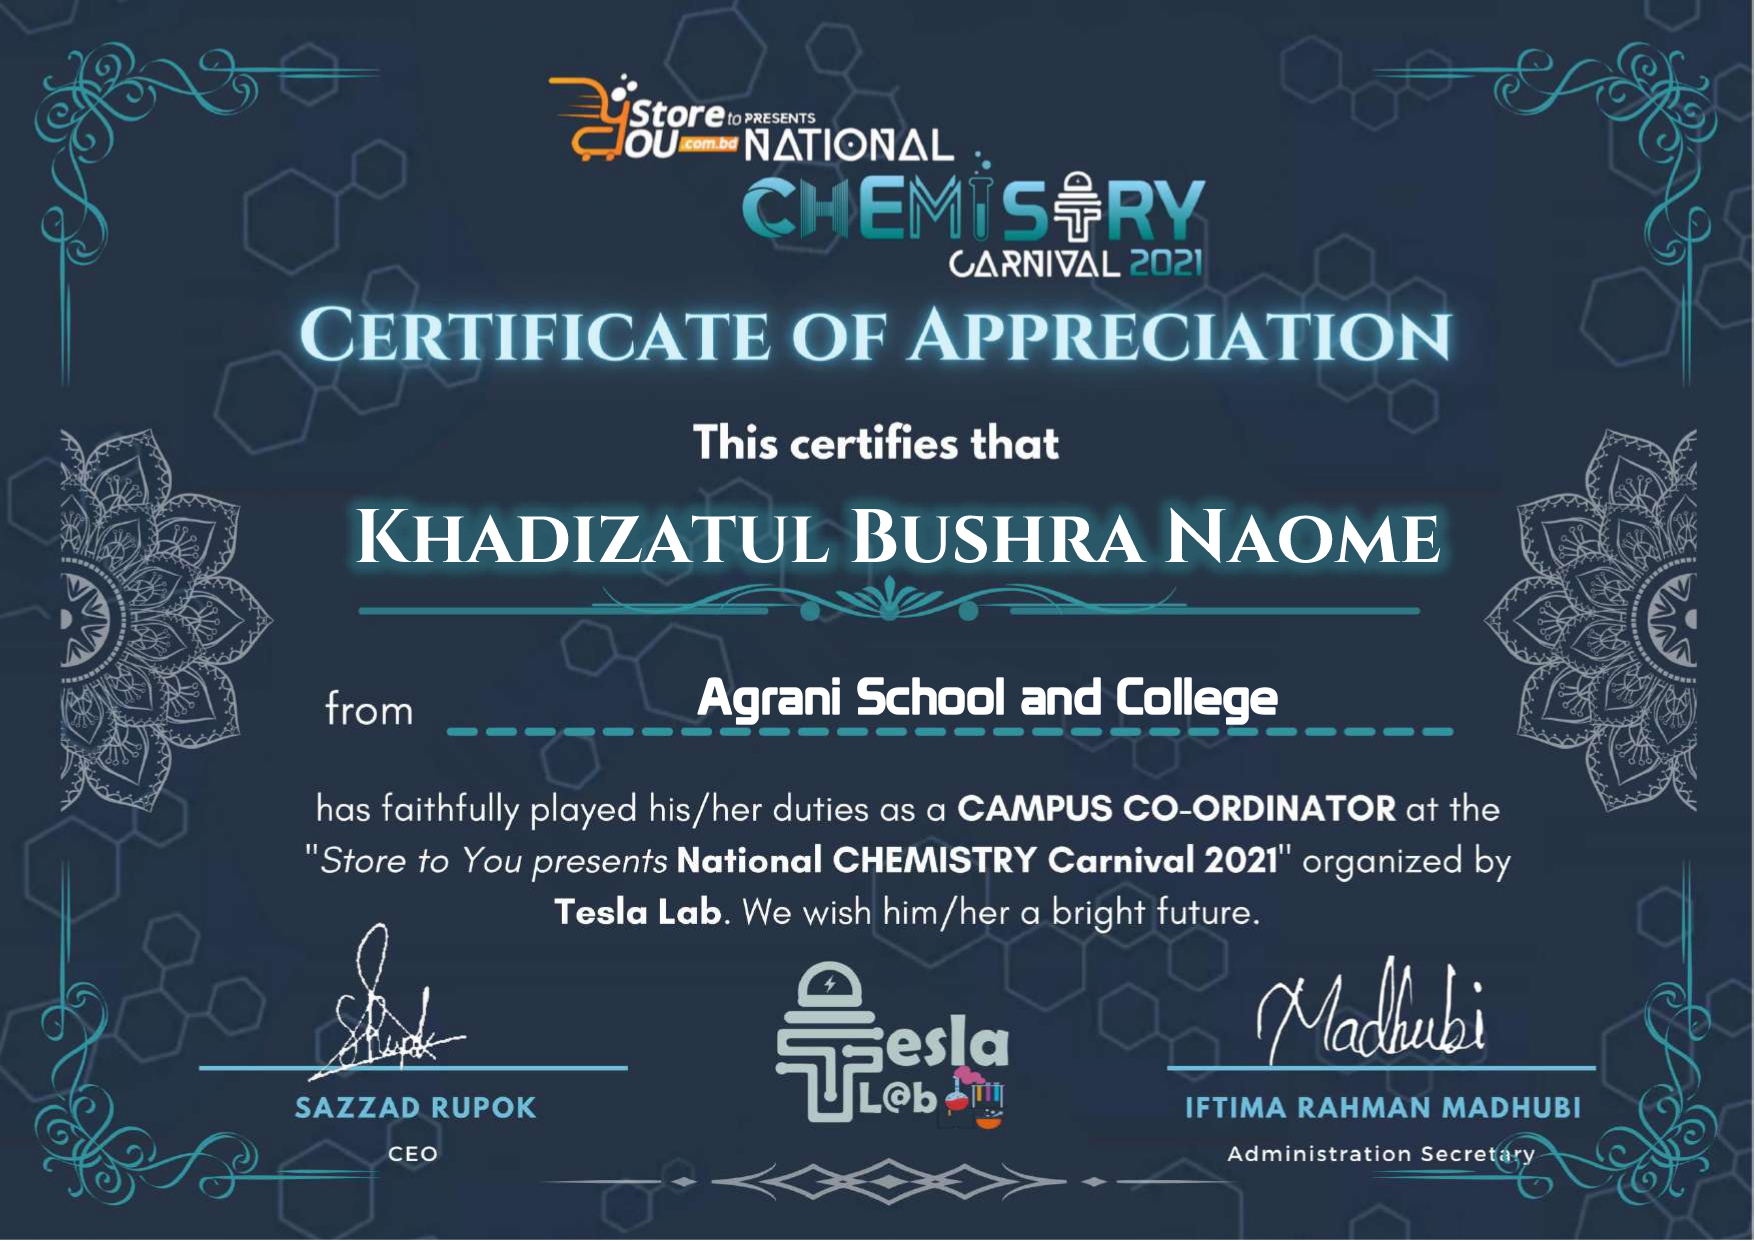 Store to PRESENTS
YOU .com.bd NATIONAL
CHEMISTRY
CARNIVAL 2021
CERTIFICATE OF APPRECIATION
This certifies that
KHADIZATUL BUSHRA NAOME
from Agrani School and College
has faithfully played his/her duties as a CAMPUS CO-ORDINATOR at the
"Store to You presents National CHEMISTRY Carnival 2021" organized by
Tesla Lab. We wish him/her a bright future.
Rupok
Madhubi
Tesla
L@b
SAZZAD RUPOK
CEO
IFTIMA RAHMAN MADHUBI
Administration Secretary